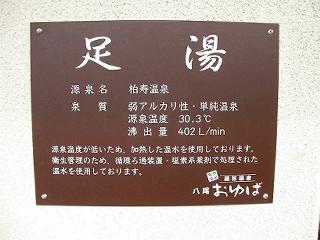 足湯
源泉名 柏寿温泉
泉質 弱アルカリ性・単純温泉
源泉温度 30.3℃
沸出量 402L/min
源泉温度が低いため、加熱した温水を使用しております。
衛生管理のため、循環ろ過装置・塩素系薬剤で処理された
温水を使用しております。
八尾 おゆば